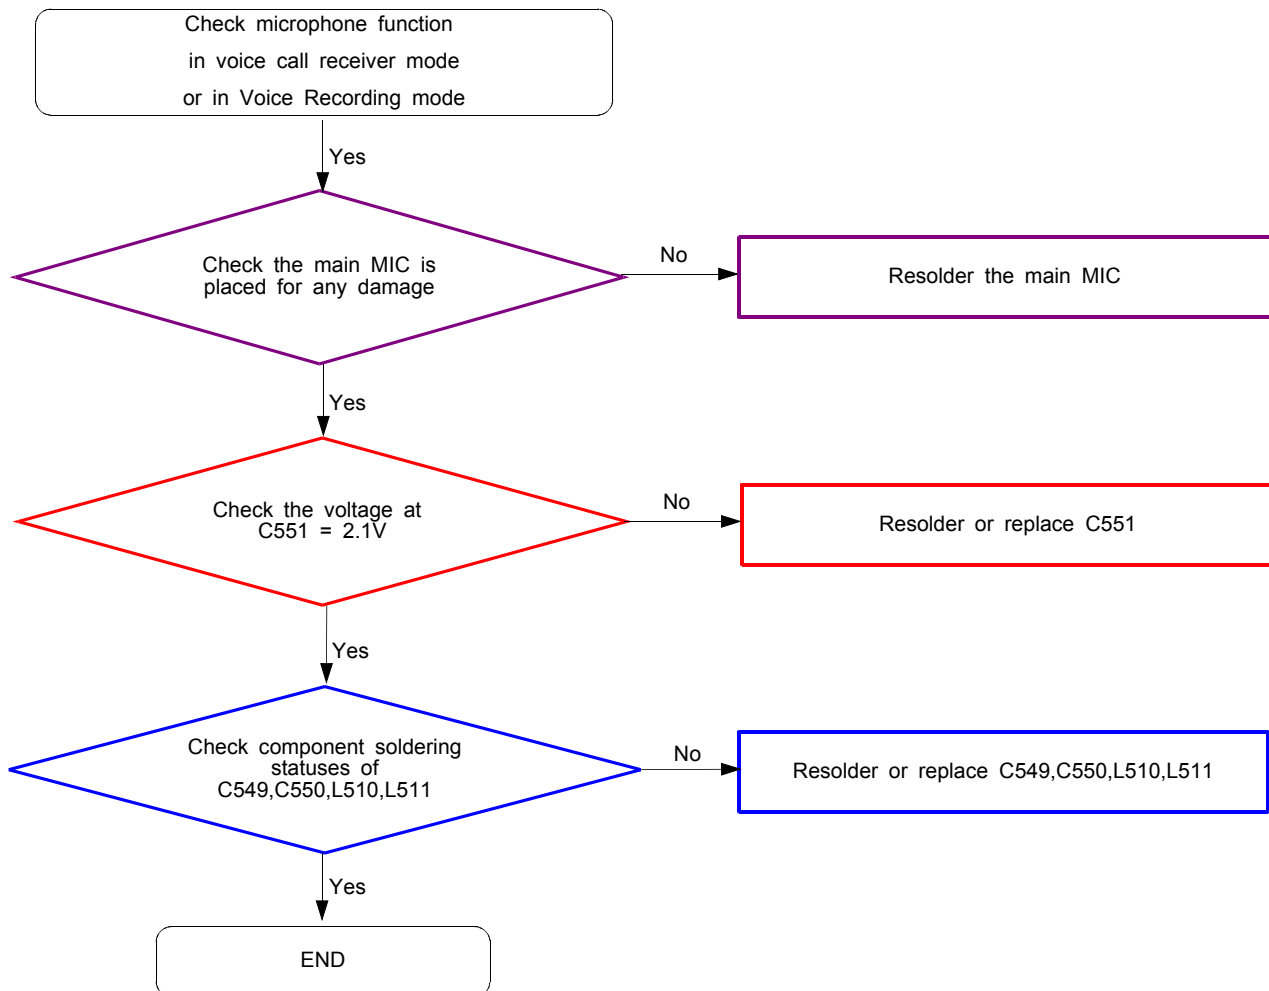 Check microphone function
in voice call receiver mode
or in Voice Recording mode
Yes
Check the main MIC is
placed for any damage
No
Resolder the main MIC
Yes
Check the voltage at
C551 = 2.1V
No
Resolder or replace C551
Yes
Check component soldering
statuses of
C549,C550,L510,L511
No
Resolder or replace C549,C550,L510,L511
Yes
END